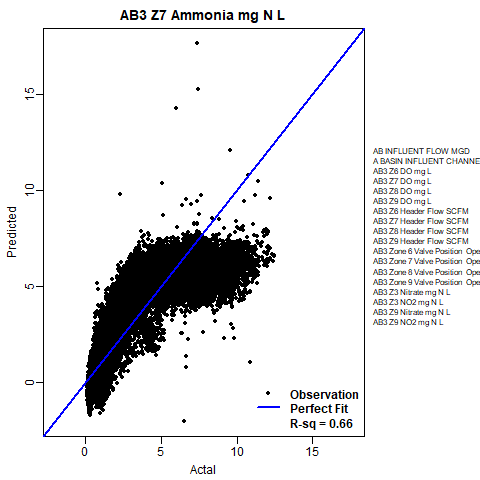 AB3 Z7 Ammonia mg N L
15
10
5
0
Predicted
0
5
10
15
Actal
Observation
Perfect Fit
R-sq = 0.66
AB INFLUENT FLOW MGD
A BASIN INFLUENT CHANNE
AB3 Z6 DO mg L
AB3 Z7 DO mg L
AB3 Z8 DO mg L
AB3 Z9 DO mg L
AB3 Z6 Header Flow SCFM
AB3 Z7 Header Flow SCFM
AB3 Z8 Header Flow SCFM
AB3 Z9 Header Flow SCFM
AB3 Zone 6 Valve Position Ope
AB3 Zone 7 Valve Position Ope
AB3 Zone 8 Valve Position Ope
AB3 Zone 9 Valve Position Ope
AB3 Z3 Nitrate mg N L
AB3 Z3 NO2 mg N L
AB3 Z9 Nitrate mg N L
AB3 Z9 NO2 mg N L